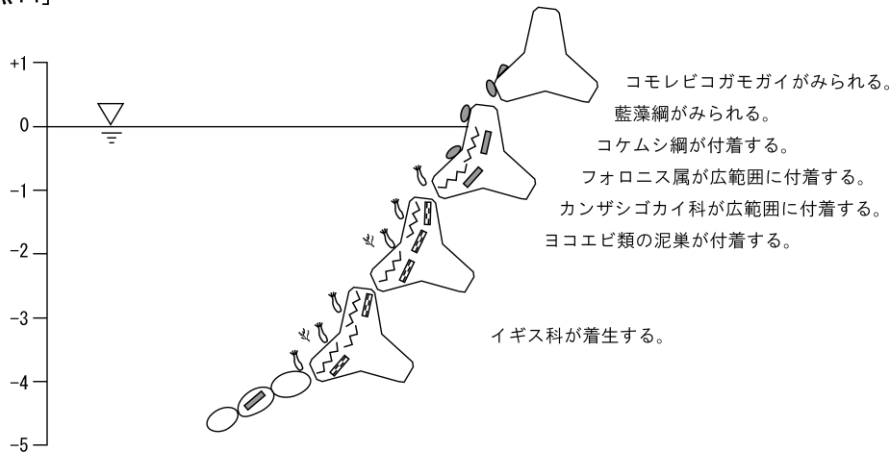 +1
コモレビコガモガイがみられる。
藍藻綱がみられる。
0
コケムシ綱が付着する。
フォロニス属が広範囲に付着する。
-1
カンザシゴカイ科が広範囲に付着する。
ヨコエビ類の泥巣が付着する。
-2
-3
イギス科が着生する。
-4
-5